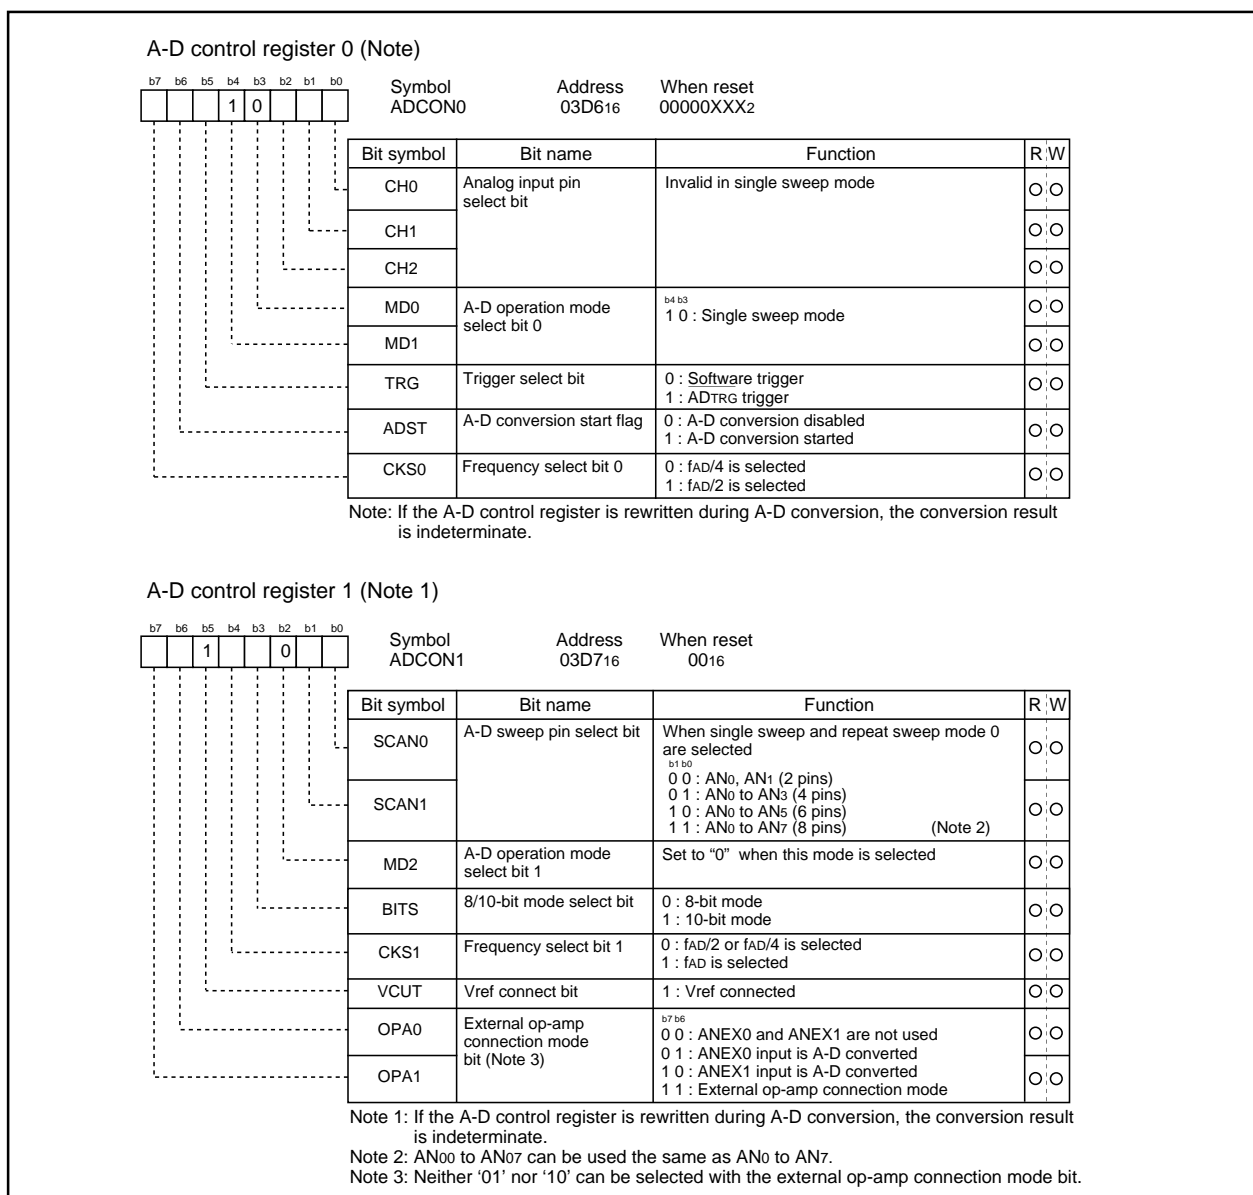 A-D control register 0 (Note)
b7 b6 b5 b4 b3 b2 b1 b0
1 0
Symbol Address When reset
ADCON0 03D616 00000XXX2
Bit symbol Bit name Function R W
CH0 Analog input pin select bit Invalid in single sweep mode
CH1
CH2
MD0 A-D operation mode select bit 0
b4 b3
1 0 : Single sweep mode
MD1
TRG Trigger select bit 0 : Software trigger
1 : ADTRG trigger
ADST A-D conversion start flag 0 : A-D conversion disabled
1 : A-D conversion started
CKS0 Frequency select bit 0 0 : fAD/4 is selected
1 : fAD/2 is selected
Note: If the A-D control register is rewritten during A-D conversion, the conversion result
is indeterminate.
A-D control register 1 (Note 1)
b7 b6 b5 b4 b3 b2 b1 b0
1 0
Symbol Address When reset
ADCON1 03D716 0016
Bit symbol Bit name Function R W
SCAN0 A-D sweep pin select bit When single sweep and repeat sweep mode 0
are selected
b1 b0
0 0 : AN0, AN1 (2 pins)
0 1 : AN0 to AN3 (4 pins)
SCAN1
1 0 : AN0 to AN5 (6 pins)
1 1 : AN0 to AN7 (8 pins) (Note 2)
MD2 A-D operation mode select bit 1 Set to “0” when this mode is selected
BITS 8/10-bit mode select bit 0 : 8-bit mode
1 : 10-bit mode
CKS1 Frequency select bit 1 0 : fAD/2 or fAD/4 is selected
1 : fAD is selected
VCUT Vref connect bit 1 : Vref connected
OPA0 External op-amp connection mode bit (Note 3)
b7 b6
0 0 : ANEX0 and ANEX1 are not used
0 1 : ANEX0 input is A-D converted
OPA1
1 0 : ANEX1 input is A-D converted
1 1 : External op-amp connection mode
Note 1: If the A-D control register is rewritten during A-D conversion, the conversion result
is indeterminate.
Note 2: AN00 to AN07 can be used the same as AN0 to AN7.
Note 3: Neither ‘01’ nor ‘10’ can be selected with the external op-amp connection mode bit.